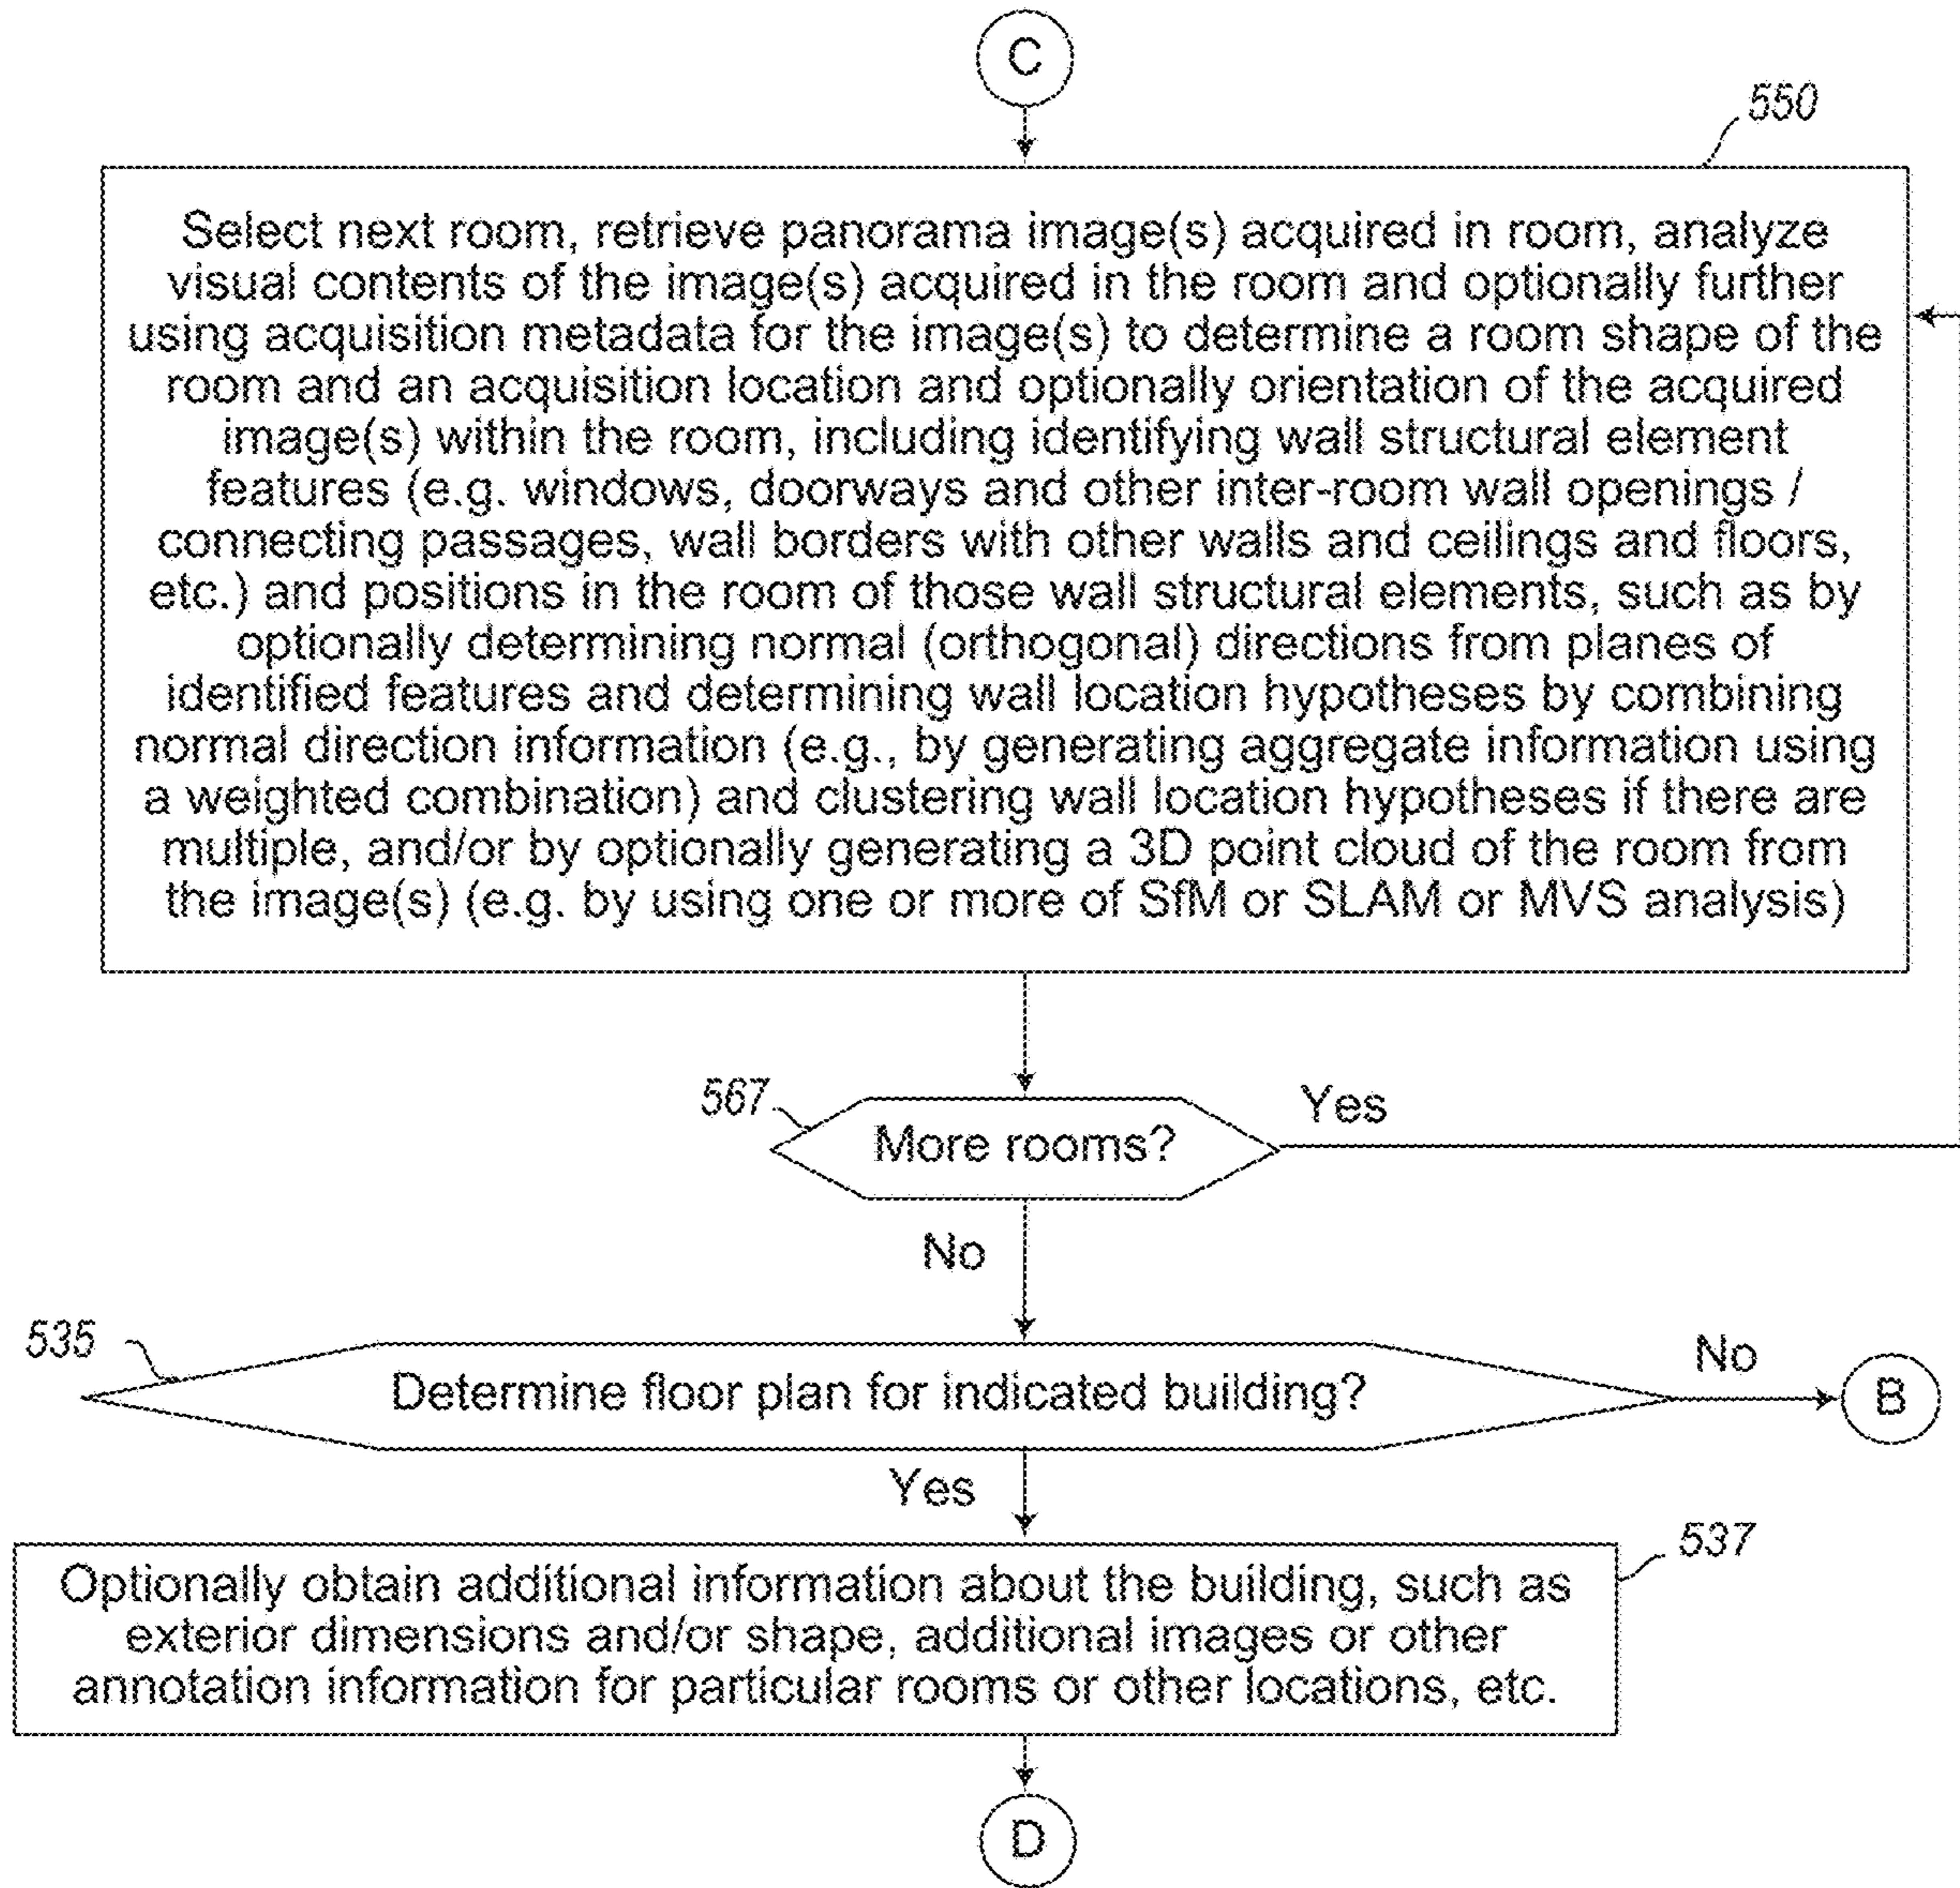 C
550
Select next room, retrieve panorama image(s) acquired in room, analyze
visual contents of the image(s) acquired in the room and optionally further
using acquisition metadata for the image(s) to determine a room shape of the
room and an acquisition location and optionally orientation of the acquired
image(s) within the room, including identifying wall structural element
features (e.g. windows, doorways and other inter-room wall openings /
connecting passages, wall borders with other walls and ceilings and floors,
etc.) and positions in the room of those wall structural elements, such as by
optionally determining normal (orthogonal) directions from planes of
identified features and determining wall location hypotheses by combining
normal direction information (e.g., by generating aggregate information using
a weighted combination) and clustering wall location hypotheses if there are
multiple, and/or by optionally generating a 3D point cloud of the room from
the image(s) (e.g. by using one or more of SfM or SLAM or MVS analysis)
567
More rooms?
Yes
No
535
Determine floor plan for indicated building?
No
B
Yes
537
Optionally obtain additional information about the building, such as
exterior dimensions and/or shape, additional images or other
annotation information for particular rooms or other locations, etc.
D